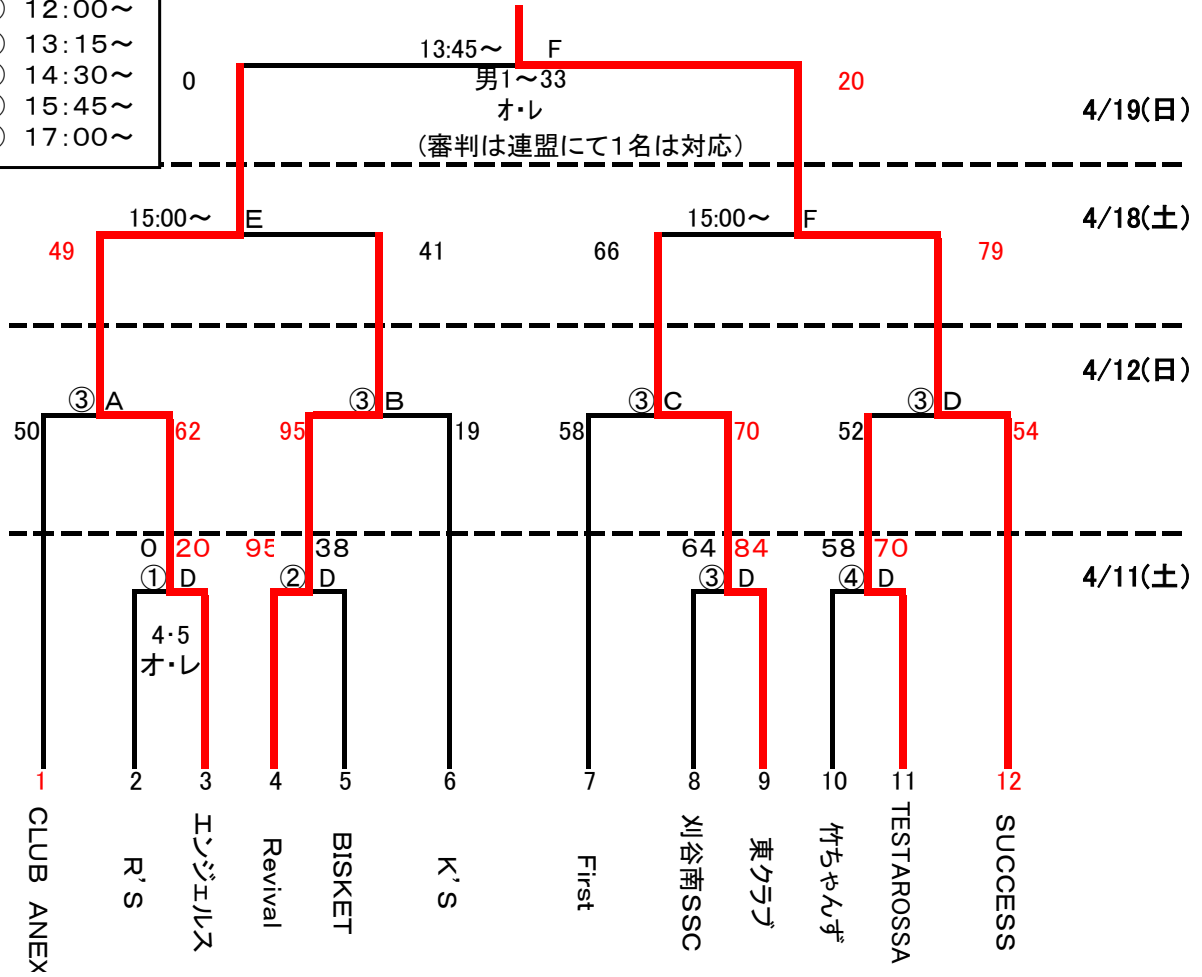 12:00～
13:15～
14:30～
15:45～
17:00～
13:45～ F
0
男1～33
20
オ・レ
4/19(日)
(審判は連盟にて1名は対応)
15:00～ E
15:00～ F
4/18(土)
49
41
66
79
4/12(日)
③ A
③ B
③ C
③ D
50
62
95
19
58
70
52
54
0 20
95 38
64 84
58 70
① D
② D
③ D
④ D
4/11(土)
4・5
オ・レ
1
2
3
4
5
6
7
8
9
10
11
12
CLUB ANEX
R'S
エンジェルス
Revival
BISKET
K'S
First
刈谷南SSC
東クラブ
竹ちゃんず
TESTAROSSA
SUCCESS